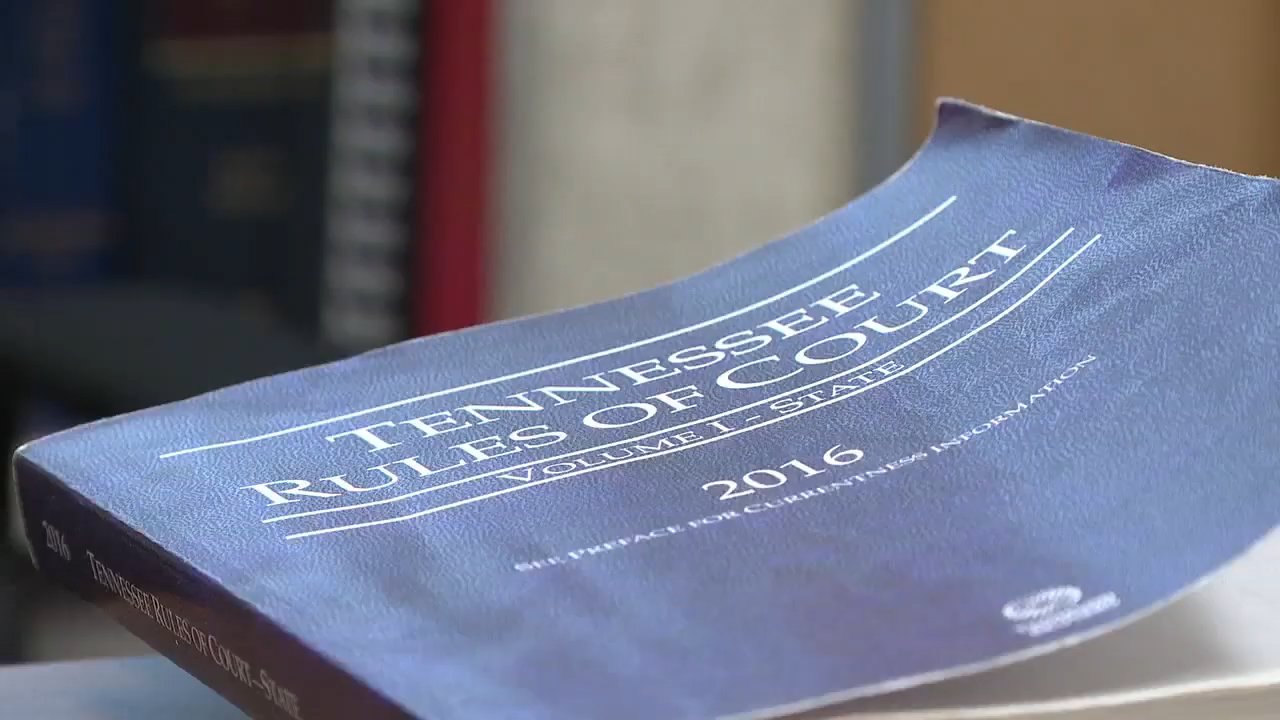 TENNESSEE
RULES OF COURT
VOLUME I - STATE
2016
SEE PREFACE FOR CURRENTNESS INFORMATION
2016 TENNESSEE RULES OF COURT—STATE